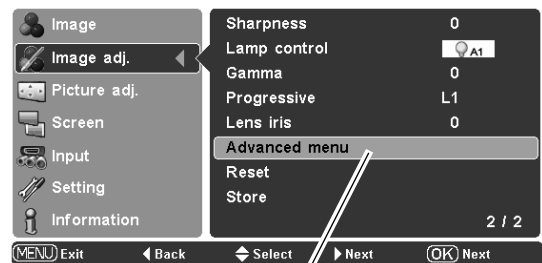 Image
Image adj.
Picture adj.
Screen
Input
Setting
Information
Sharpness 0
Lamp control A1
Gamma 0
Progressive L1
Lens iris 0
Advanced menu
Reset
Store
2 / 2
MENU Exit Back Select Next OK Next